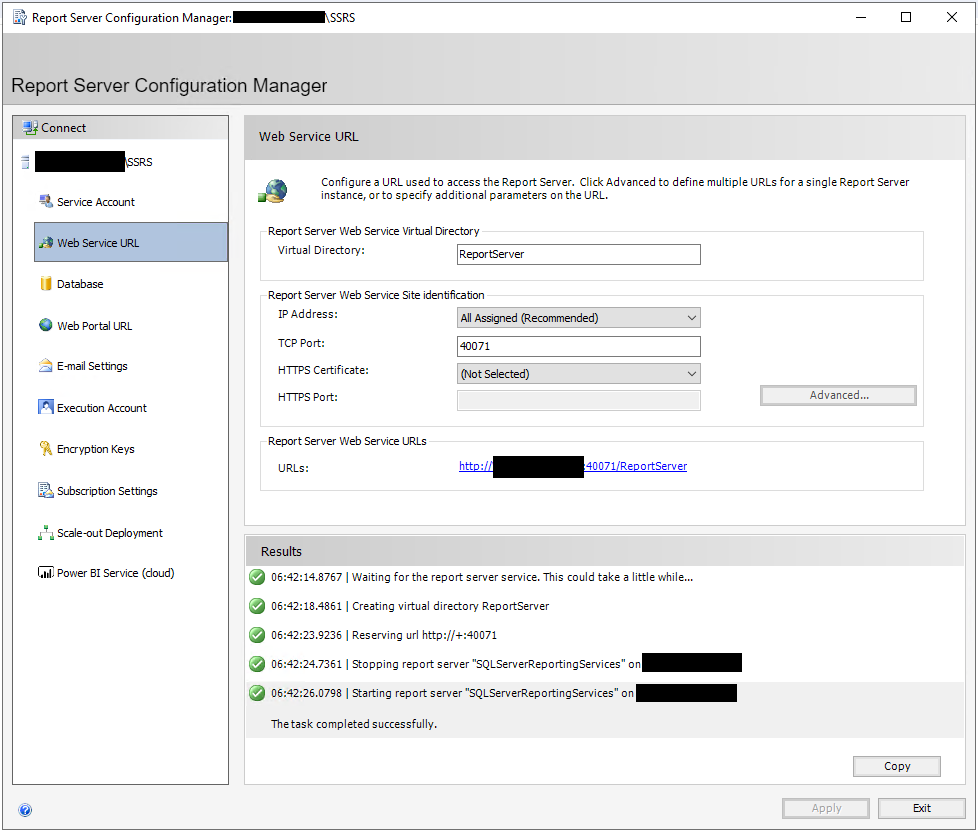 Report Server Configuration Manager: \SSRS
Report Server Configuration Manager
Connect
\SSRS
Service Account
Web Service URL
Database
Web Portal URL
E-mail Settings
Execution Account
Encryption Keys
Subscription Settings
Scale-out Deployment
Power BI Service (cloud)
Web Service URL
Configure a URL used to access the Report Server. Click Advanced to define multiple URLs for a single Report Server
instance, or to specify additional parameters on the URL.
Report Server Web Service Virtual Directory
Virtual Directory: ReportServer
Report Server Web Service Site identification
IP Address: All Assigned (Recommended)
TCP Port: 40071
HTTPS Certificate: (Not Selected)
HTTPS Port:
Advanced...
Report Server Web Service URLs
URLs: http:// :40071/ReportServer
Results
06:42:14.8767 | Waiting for the report server service. This could take a little while...
06:42:18.4861 | Creating virtual directory ReportServer
06:42:23.9236 | Reserving url http://+:40071
06:42:24.7361 | Stopping report server "SQLServerReportingServices" on
06:42:26.0798 | Starting report server "SQLServerReportingServices" on
The task completed successfully.
Copy
Apply
Exit